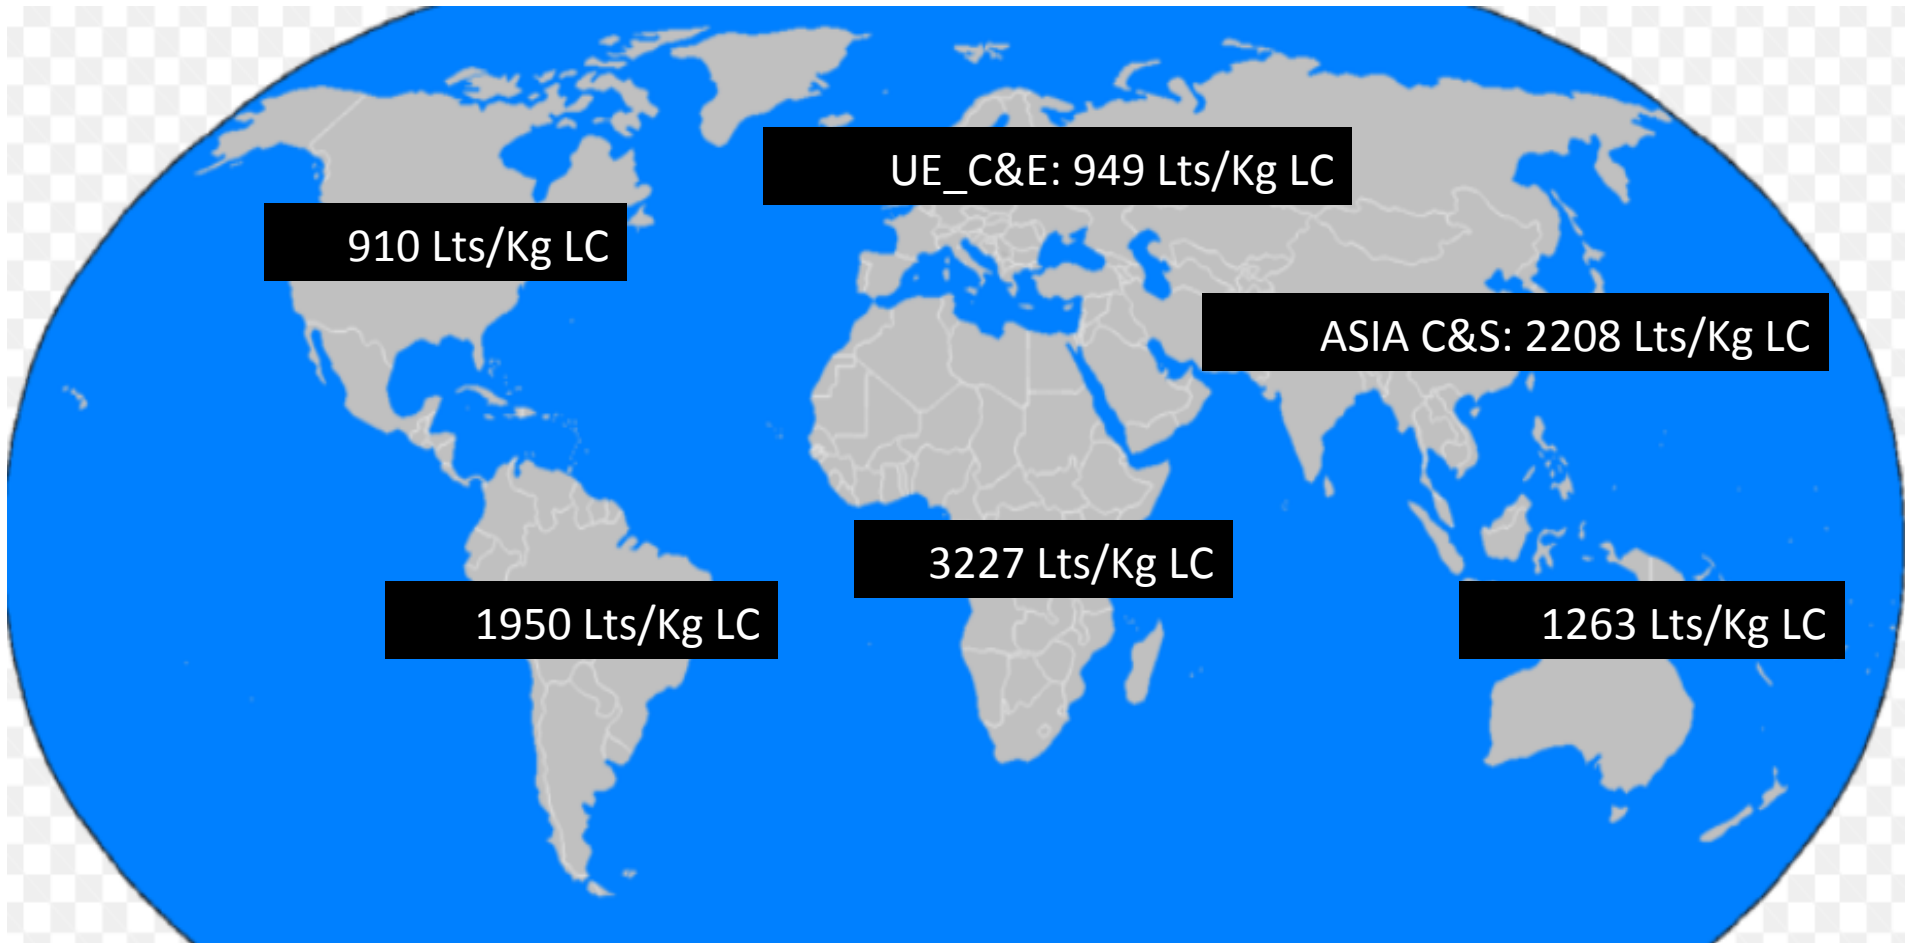 UE_C&E: 949 Lts/Kg LC
910 Lts/Kg LC
ASIA C&S: 2208 Lts/Kg LC
3227 Lts/Kg LC
1950 Lts/Kg LC
1263 Lts/Kg LC